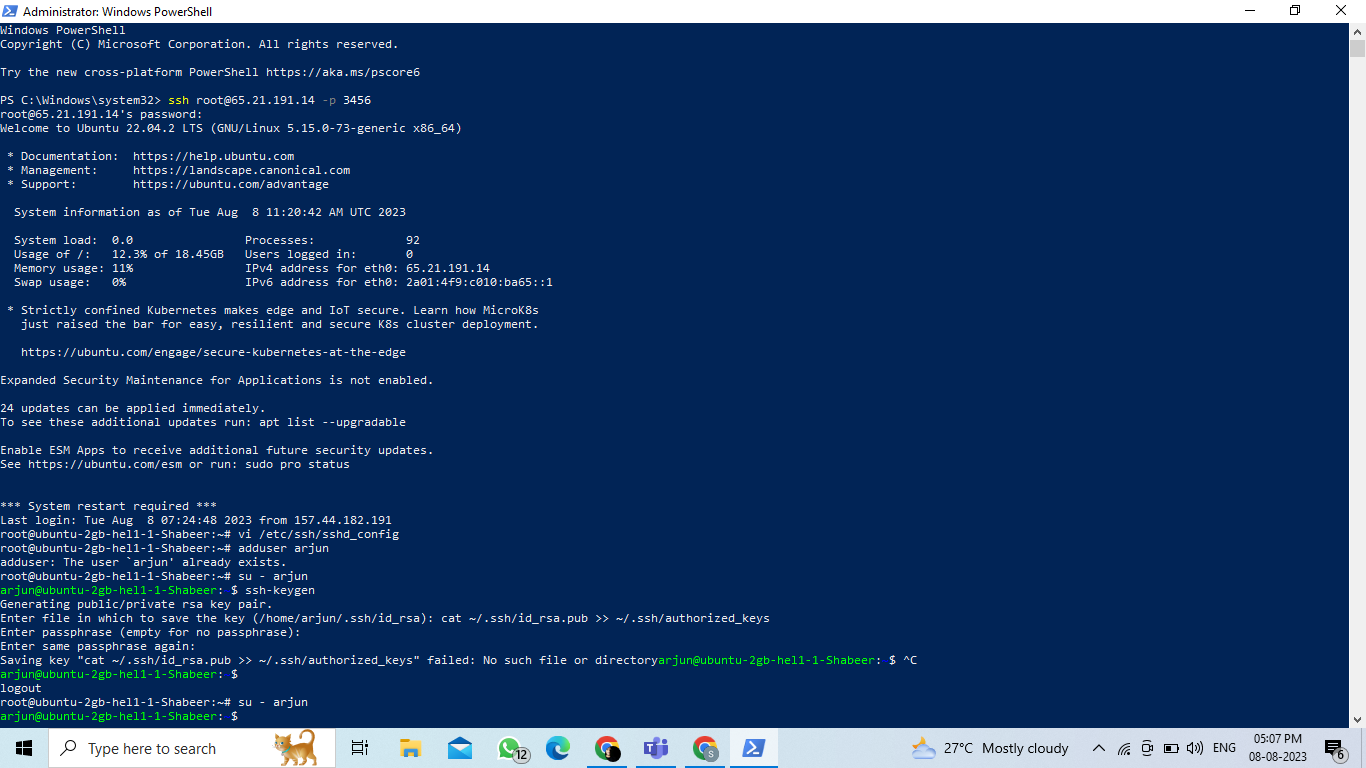 Administrator: Windows PowerShell
Windows PowerShell
Copyright (C) Microsoft Corporation. All rights reserved.
Try the new cross-platform PowerShell https://aka.ms/pscore6
PS C:\Windows\system32> ssh root@65.21.191.14 -p 3456
root@65.21.191.14's password:
Welcome to Ubuntu 22.04.2 LTS (GNU/Linux 5.15.0-73-generic x86_64)
* Documentation:  https://help.ubuntu.com
* Management:     https://landscape.canonical.com
* Support:        https://ubuntu.com/advantage
System information as of Tue Aug  8 11:20:42 AM UTC 2023
System load:  0.0                Processes:             92
Usage of /:   12.3% of 18.45GB   Users logged in:       0
Memory usage: 11%                IPv4 address for eth0: 65.21.191.14
Swap usage:   0%                 IPv6 address for eth0: 2a01:4f9:c010:ba65::1
* Strictly confined Kubernetes makes edge and IoT secure. Learn how MicroK8s
just raised the bar for easy, resilient and secure K8s cluster deployment.
https://ubuntu.com/engage/secure-kubernetes-at-the-edge
Expanded Security Maintenance for Applications is not enabled.
24 updates can be applied immediately.
To see these additional updates run: apt list --upgradable
Enable ESM Apps to receive additional future security updates.
See https://ubuntu.com/esm or run: sudo pro status
*** System restart required ***
Last login: Tue Aug  8 07:24:48 2023 from 157.44.182.191
root@ubuntu-2gb-hel1-1-Shabeer:~# vi /etc/ssh/sshd_config
root@ubuntu-2gb-hel1-1-Shabeer:~# adduser arjun
adduser: The user `arjun' already exists.
root@ubuntu-2gb-hel1-1-Shabeer:~# su - arjun
arjun@ubuntu-2gb-hel1-1-Shabeer: $ ssh-keygen
Generating public/private rsa key pair.
Enter file in which to save the key (/home/arjun/.ssh/id_rsa): cat ~/.ssh/id_rsa.pub >> ~/.ssh/authorized_keys
Enter passphrase (empty for no passphrase):
Enter same passphrase again:
Saving key "cat ~/.ssh/id_rsa.pub >> ~/.ssh/authorized_keys" failed: No such file or directoryarjun@ubuntu-2gb-hel1-1-Shabeer: $ ^C
arjun@ubuntu-2gb-hel1-1-Shabeer: $
logout
root@ubuntu-2gb-hel1-1-Shabeer:~# su - arjun
arjun@ubuntu-2gb-hel1-1-Shabeer: $
Type here to search
12
S
27°C Mostly cloudy
ENG
05:07 PM
08-08-2023
6